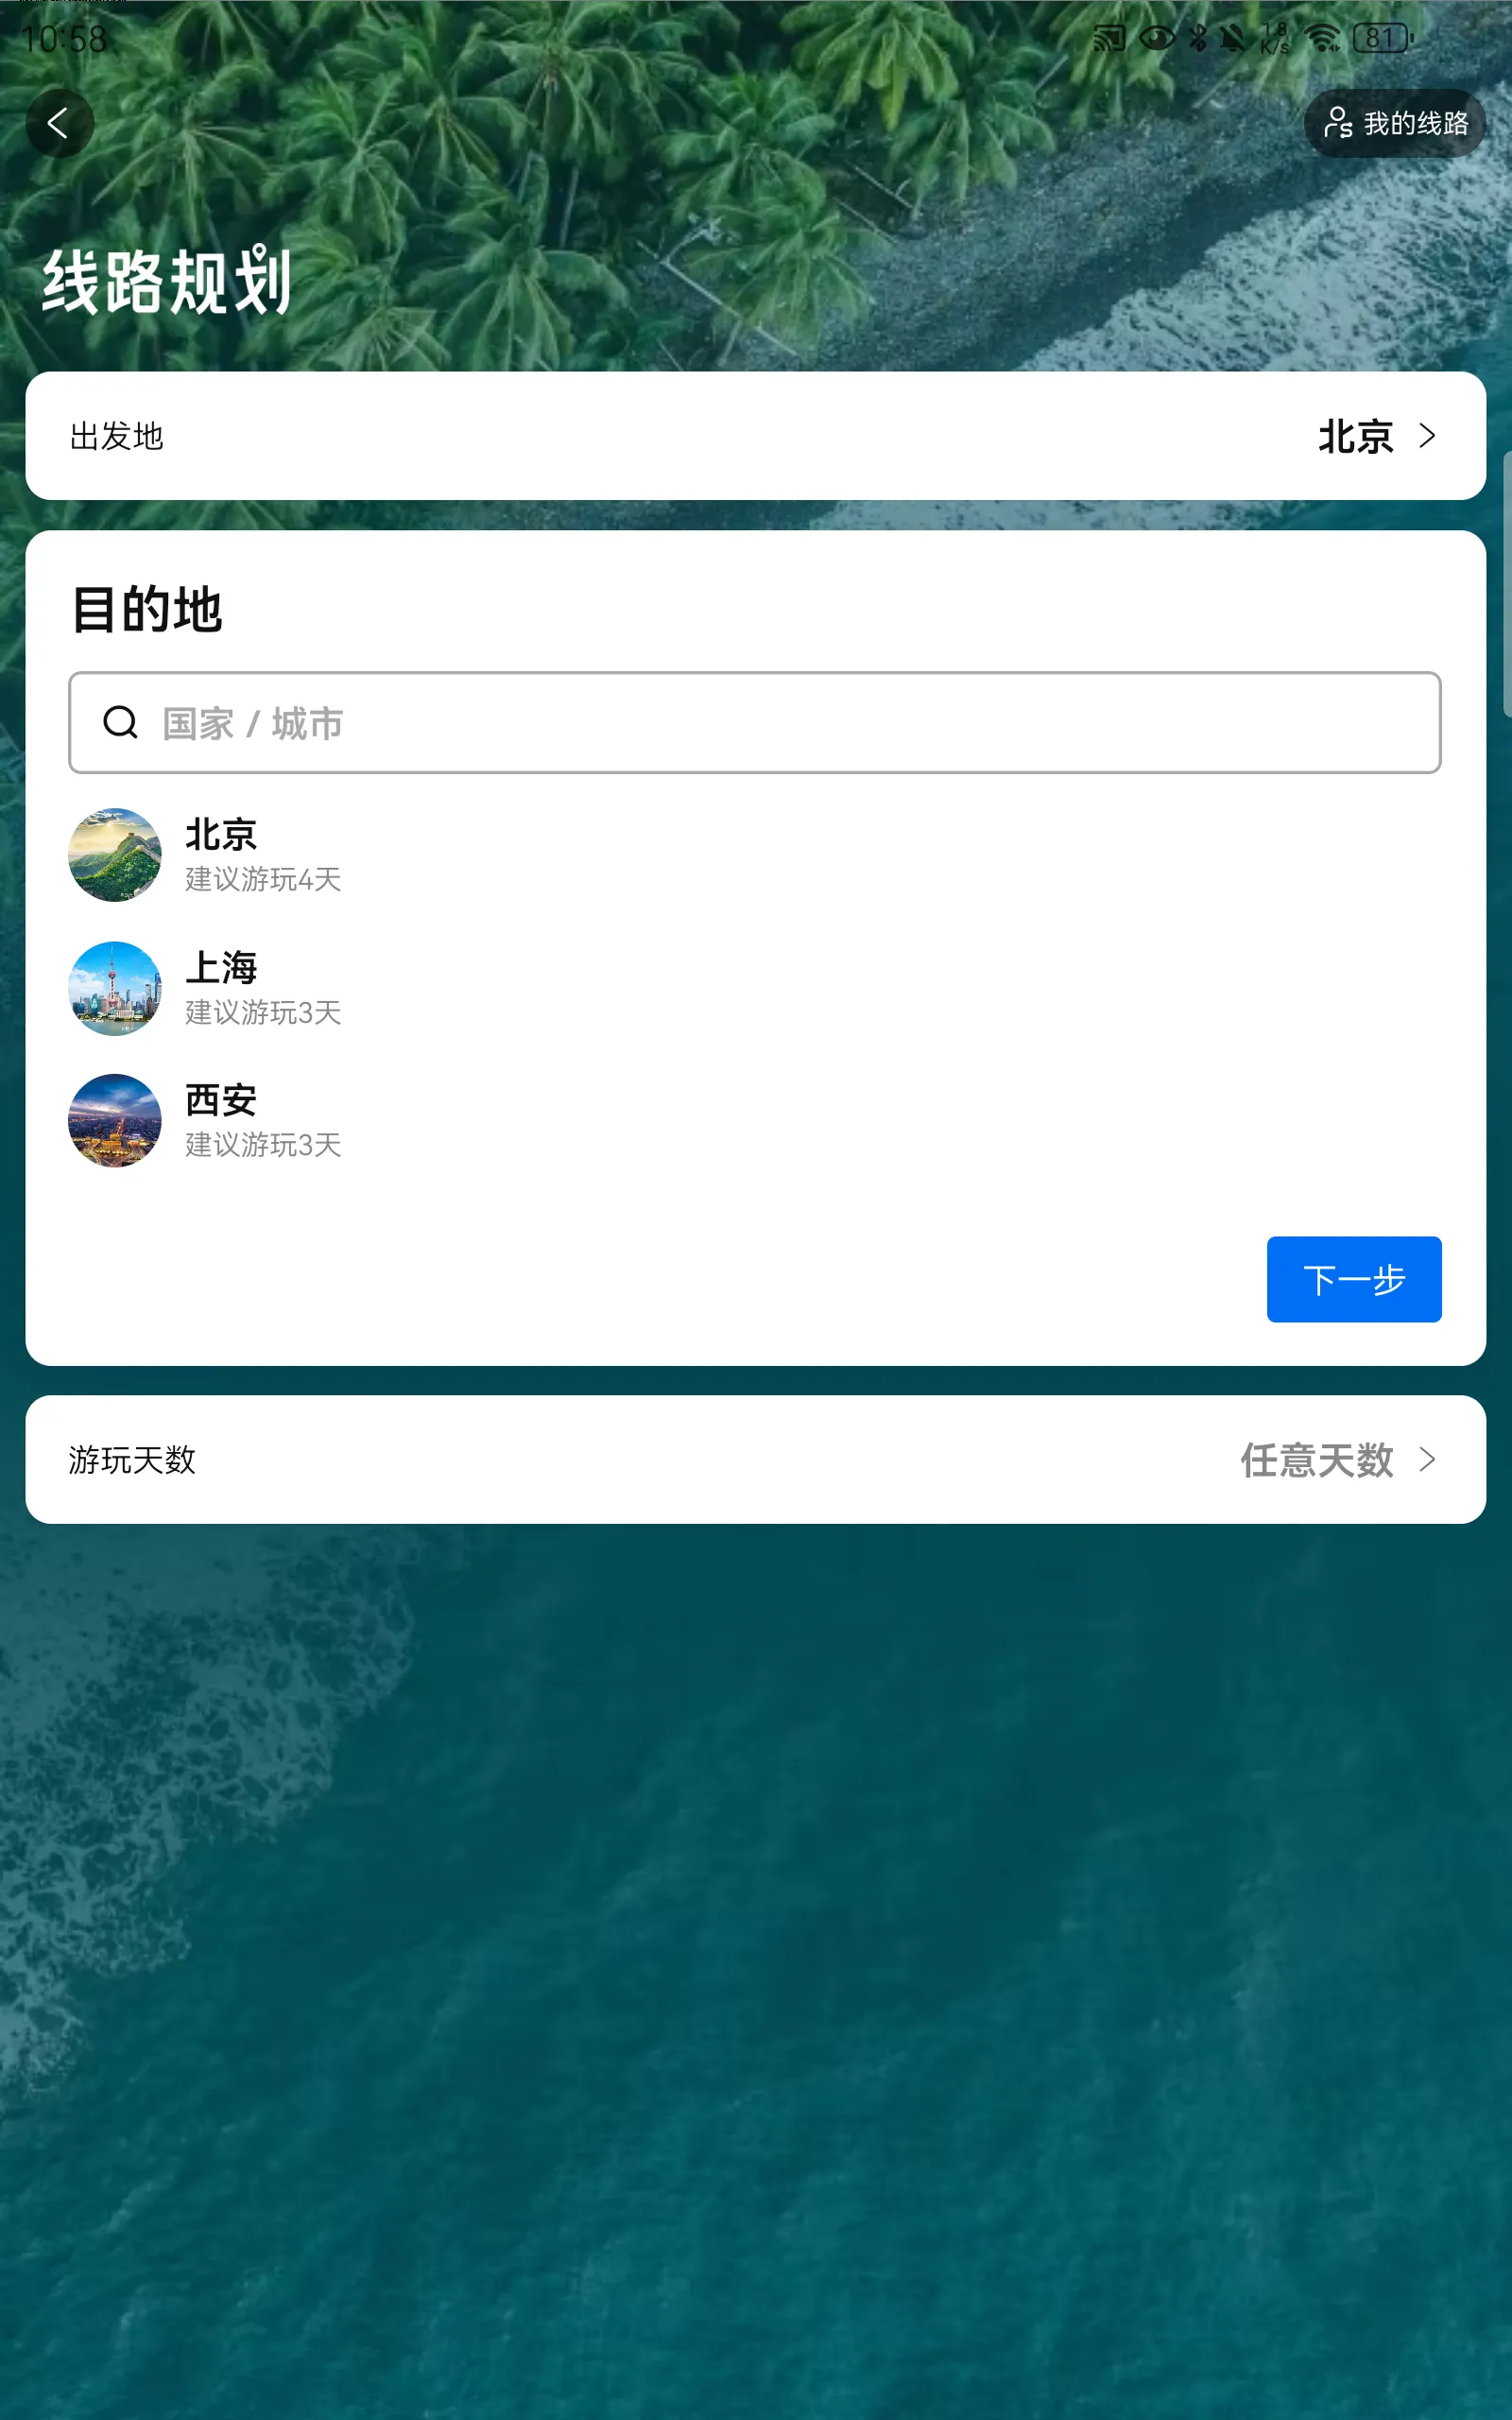 10:58
1.8
K/s
81
我的线路
线路规划
出发地
北京
目的地
国家 / 城市
北京
建议游玩4天
上海
建议游玩3天
西安
建议游玩3天
下一步
游玩天数
任意天数